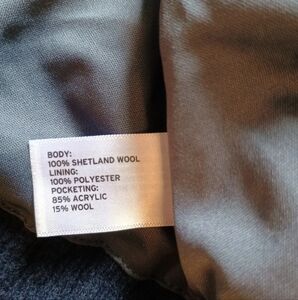 BODY:
100% SHETLAND WOOL
LINING:
100% POLYESTER
POCKETING:
85% ACRYLIC
15% WOOL